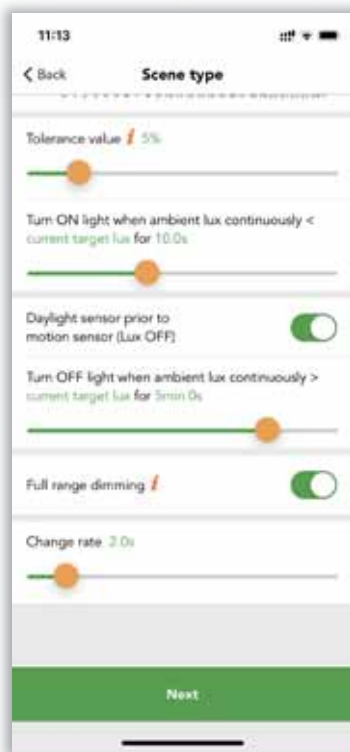 11:13
Back Scene type
Tolerance value i 5%
Turn ON light when ambient lux continuously <
current target lux for 10.0s
Daylight sensor prior to
motion sensor (Lux OFF)
Turn OFF light when ambient lux continuously >
current target lux for 5min 0s
Full range dimming i
Change rate 2.0s
Next